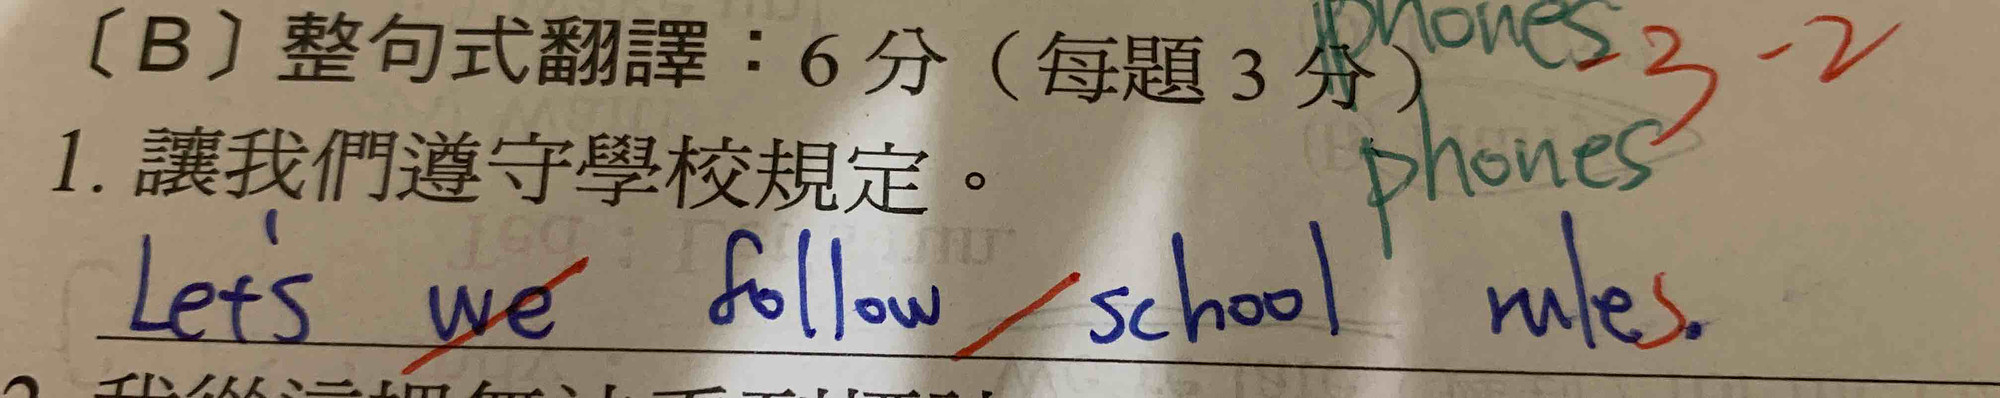 〔B〕整句式翻譯：6 分（每題 3 分） phones -3 -2
1. 讓我們遵守學校規定。 phones
Let's we follow school rules.